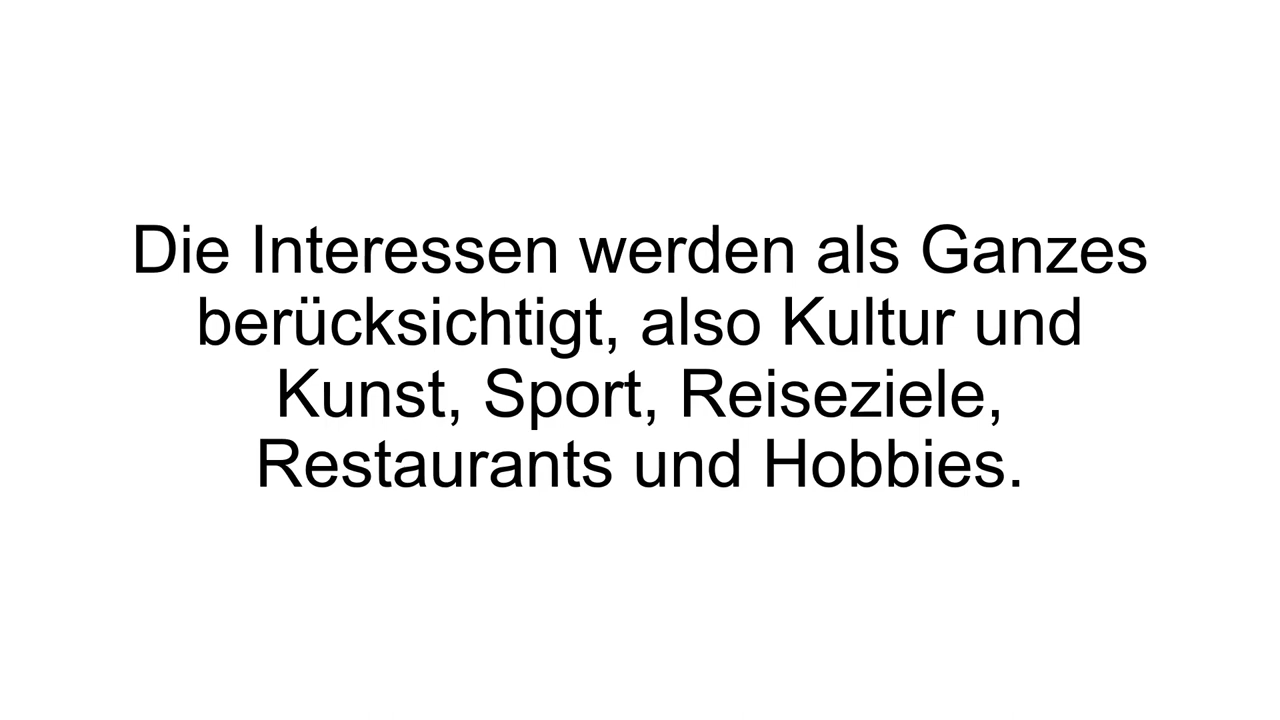 Die Interessen werden als Ganzes
berücksichtigt, also Kultur und
Kunst, Sport, Reiseziele,
Restaurants und Hobbies.